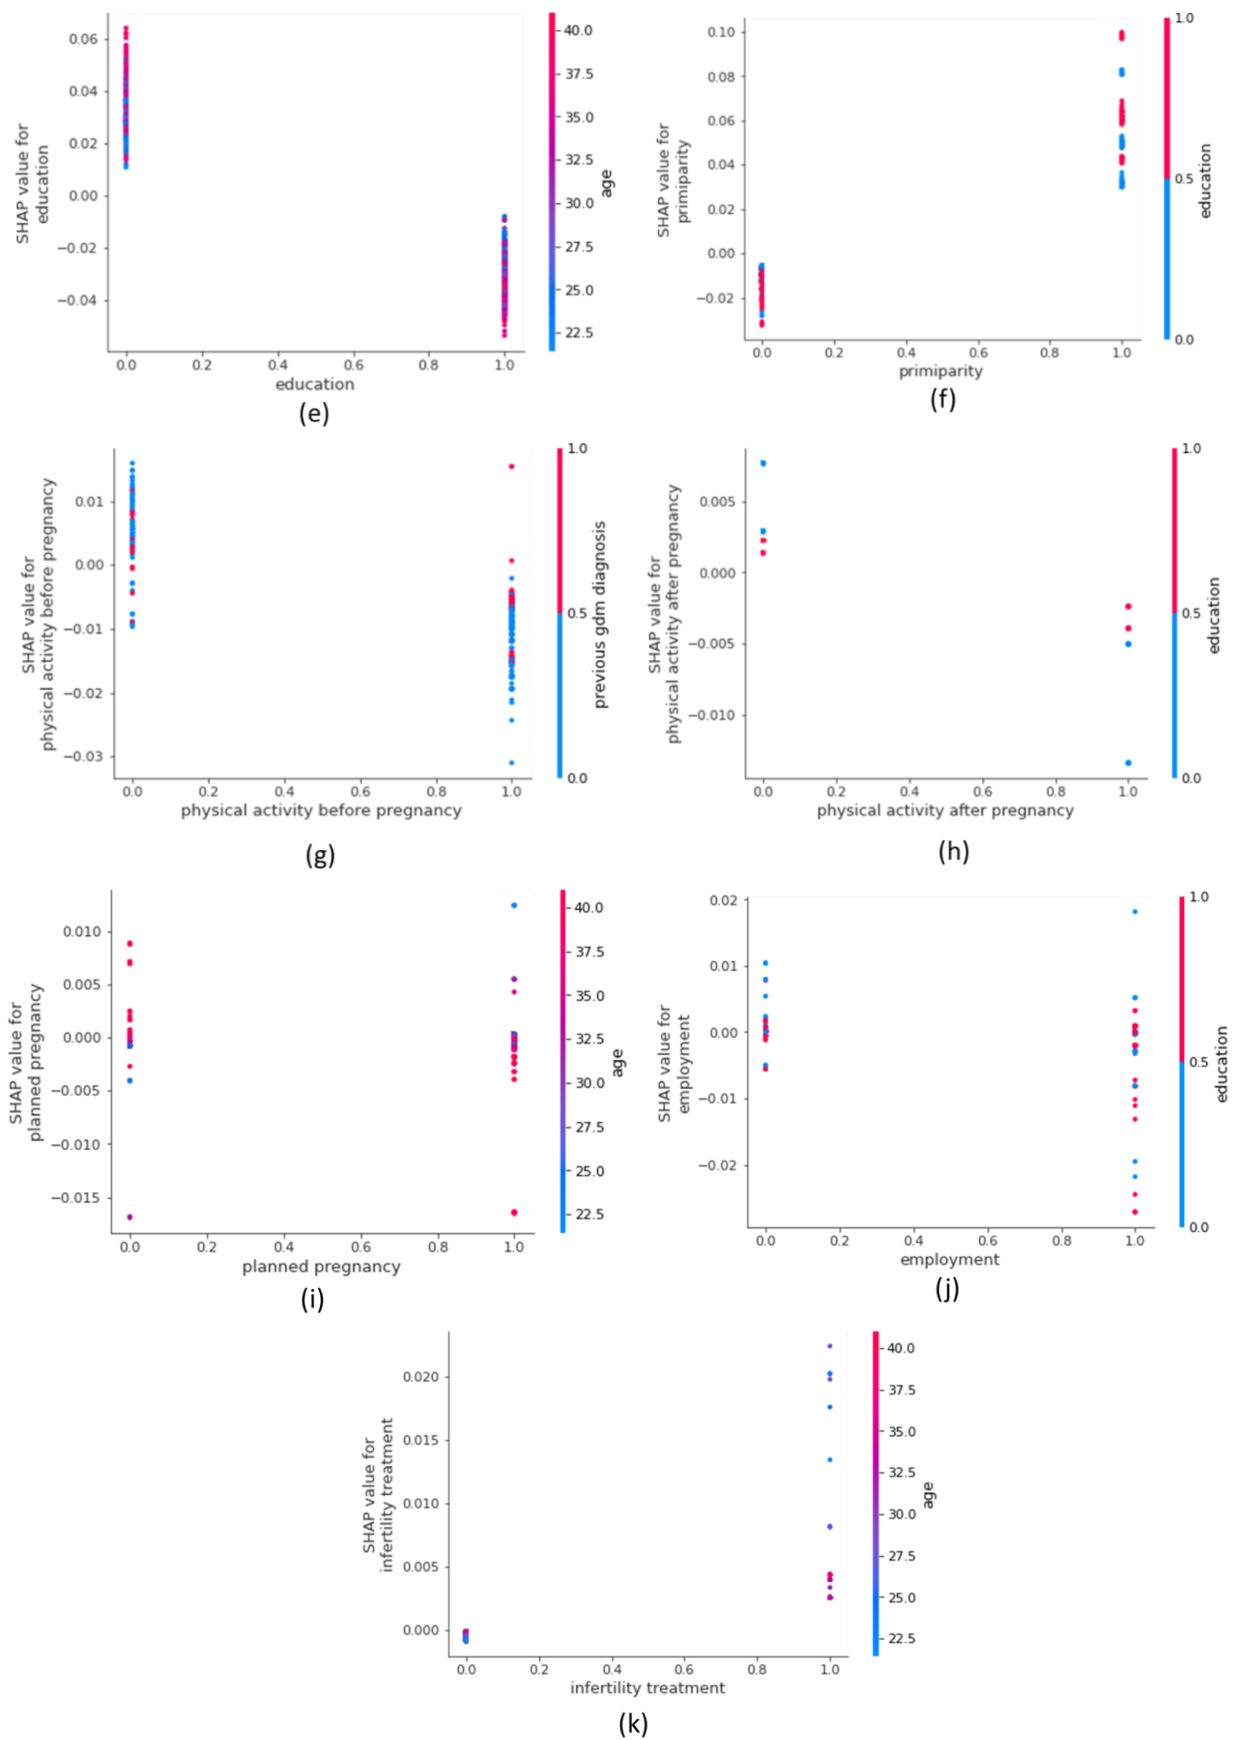 0.06
0.04
0.02
0.00
−0.02
−0.04
SHAP value for
education
0.0 0.2 0.4 0.6 0.8 1.0
education
40.0
37.5
35.0
32.5
30.0
27.5
25.0
22.5
age
(e)
0.10
0.08
0.06
0.04
0.02
0.00
−0.02
SHAP value for
primiparity
0.0 0.2 0.4 0.6 0.8 1.0
primiparity
1.0
0.5
0.0
education
(f)
0.01
0.00
−0.01
−0.02
−0.03
SHAP value for
physical activity before pregnancy
0.0 0.2 0.4 0.6 0.8 1.0
physical activity before pregnancy
1.0
0.5
0.0
previous gdm diagnosis
(g)
0.005
0.000
−0.005
−0.010
SHAP value for
physical activity after pregnancy
0.0 0.2 0.4 0.6 0.8 1.0
physical activity after pregnancy
1.0
0.5
0.0
education
(h)
0.010
0.005
0.000
−0.005
−0.010
−0.015
SHAP value for
planned pregnancy
0.0 0.2 0.4 0.6 0.8 1.0
planned pregnancy
40.0
37.5
35.0
32.5
30.0
27.5
25.0
22.5
age
(i)
0.02
0.01
0.00
−0.01
−0.02
SHAP value for
employment
0.0 0.2 0.4 0.6 0.8 1.0
employment
1.0
0.5
0.0
education
(j)
0.020
0.015
0.010
0.005
0.000
SHAP value for
infertility treatment
0.0 0.2 0.4 0.6 0.8 1.0
infertility treatment
40.0
37.5
35.0
32.5
30.0
27.5
25.0
22.5
age
(k)